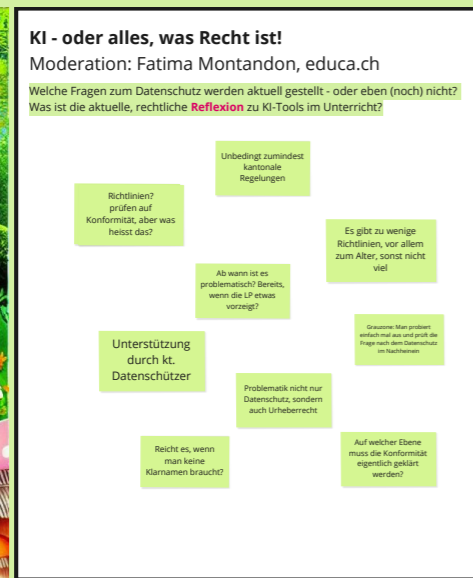 KI - oder alles, was Recht ist!
Moderation: Fatima Montandon, educa.ch
Welche Fragen zum Datenschutz werden aktuell gestellt - oder eben (noch) nicht?
Was ist die aktuelle, rechtliche Reflexion zu KI-Tools im Unterricht?
Unbedingt zumindest
kantonale
Regelungen
Richtlinien?
prüfen auf
Konformität, aber was
heisst das?
Es gibt zu wenige
Richtlinien, vor allem
zum Alter, sonst nicht
viel
Ab wann ist es
problematisch? Bereits,
wenn die LP etwas
vorzeigt?
Grauzone: Man probiert
einfach mal aus und prüft die
Frage nach dem Datenschutz
im Nachheinein
Unterstützung
durch kt.
Datenschützer
Problematik nicht nur
Datenschutz, sondern
auch Urheberrecht
Reicht es, wenn
man keine
Klarnamen braucht?
Auf welcher Ebene
muss die Konformität
eigentlich geklärt
werden?